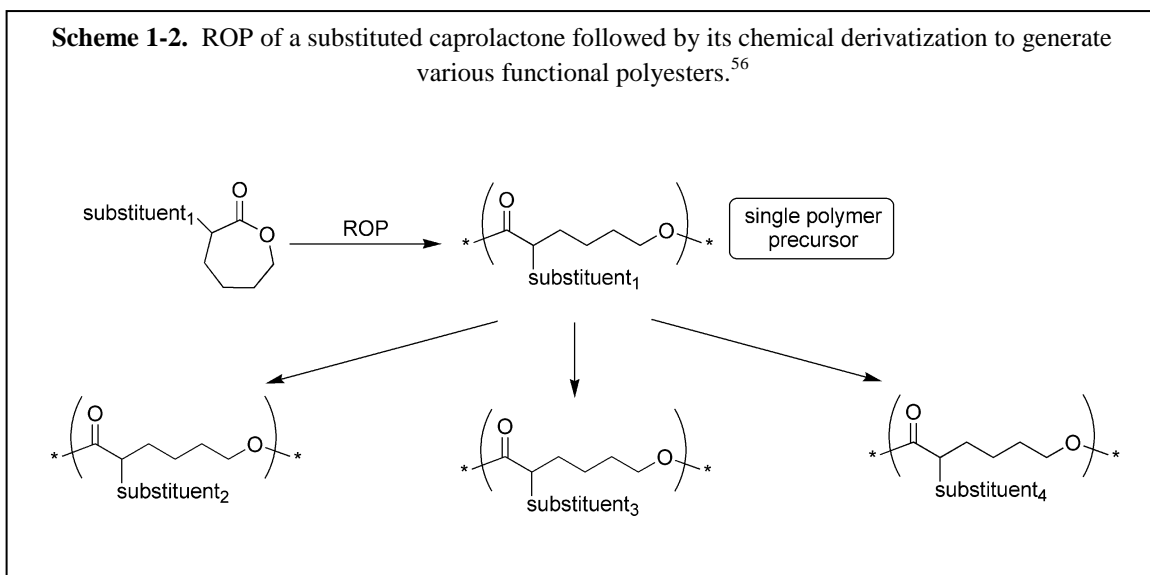 Scheme 1-2. ROP of a substituted caprolactone followed by its chemical derivatization to generate
various functional polyesters.56
substituent1
O
O
ROP
*
O
O
*
substituent1
single polymer
precursor
*
O
O
*
substituent2
*
O
O
*
substituent3
*
O
O
*
substituent4